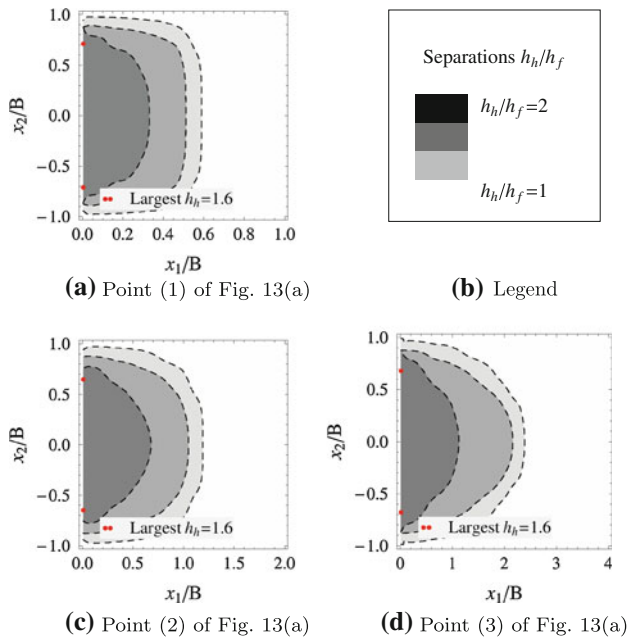 1.0
0.5
0.0
−0.5
−1.0
x₂/B
0.0 0.2 0.4 0.6 0.8 1.0
x₁/B
Largest hₕ=1.6
(a) Point (1) of Fig. 13(a)
Separations hₕ/h_f
hₕ/h_f=2
hₕ/h_f=1
(b) Legend
1.0
0.5
0.0
−0.5
−1.0
x₂/B
0.0 0.5 1.0 1.5 2.0
x₁/B
Largest hₕ=1.6
(c) Point (2) of Fig. 13(a)
1.0
0.5
0.0
−0.5
−1.0
x₂/B
0 1 2 3 4
x₁/B
Largest hₕ=1.6
(d) Point (3) of Fig. 13(a)